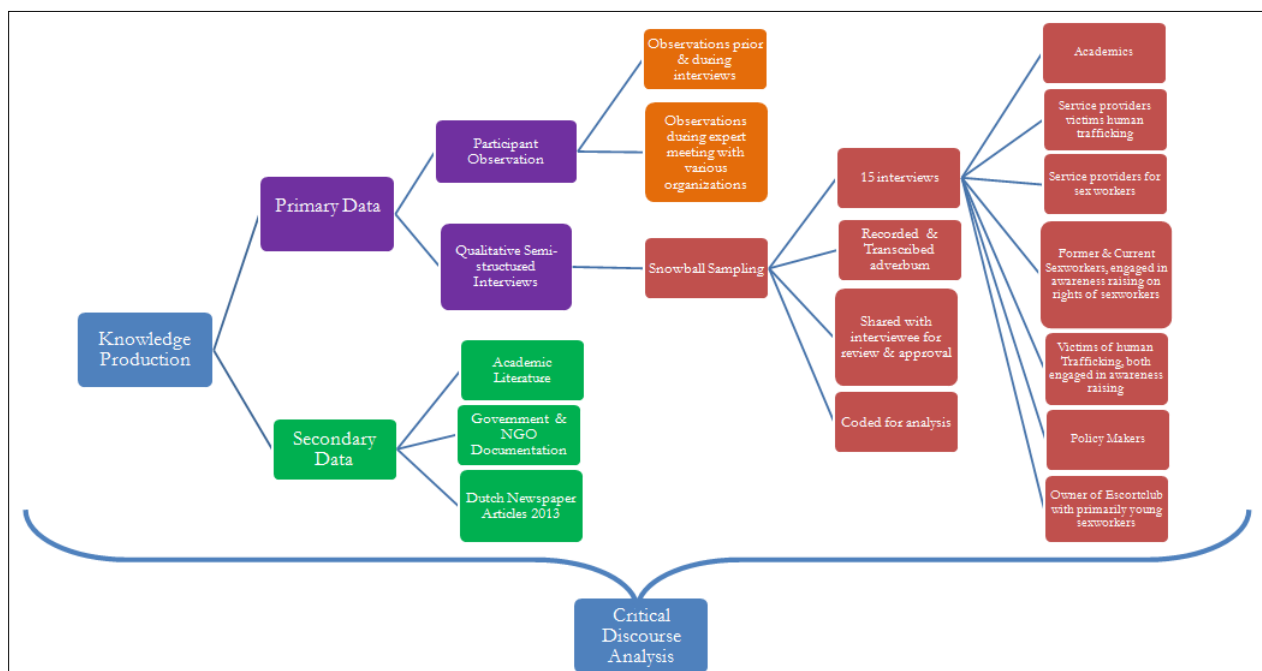 Knowledge
Production
Primary Data
Secondary
Data
Participant
Observation
Qualitative Semi-
structured
Interviews
Academic
Literature
Government &
NGO
Documentation
Dutch Newspaper
Articles 2013
Observations prior
& during
interviews
Observations
during expert
meeting with
various
organizations
Snowball Sampling
15 interviews
Recorded &
Transcribed
adverbum
Shared with
interviewee for
review & approval
Coded for analysis
Academics
Service providers
victims human
trafficking
Service providers for
sex workers
Former & Current
Sexworkers, engaged in
awareness raising on
rights of sexworkers
Victims of human
Trafficking, both
engaged in awareness
raising
Policy Makers
Owner of Escortclub
with primarily young
sexworkers
Critical
Discourse
Analysis